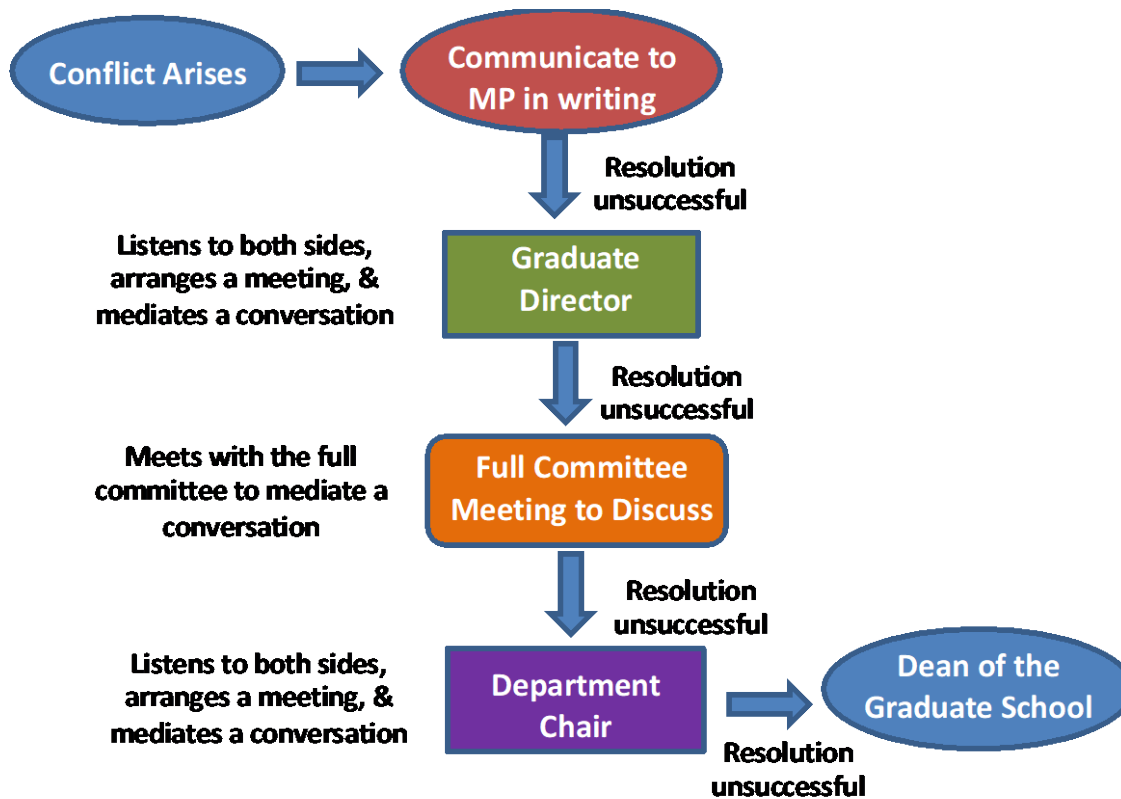 Conflict Arises
Communicate to
MP in writing
Resolution
unsuccessful
Listens to both sides,
arranges a meeting, &
mediates a conversation
Graduate
Director
Resolution
unsuccessful
Meets with the full
committee to mediate a
conversation
Full Committee
Meeting to Discuss
Resolution
unsuccessful
Listens to both sides,
arranges a meeting, &
mediates a conversation
Department
Chair
Dean of the
Graduate School
Resolution
unsuccessful